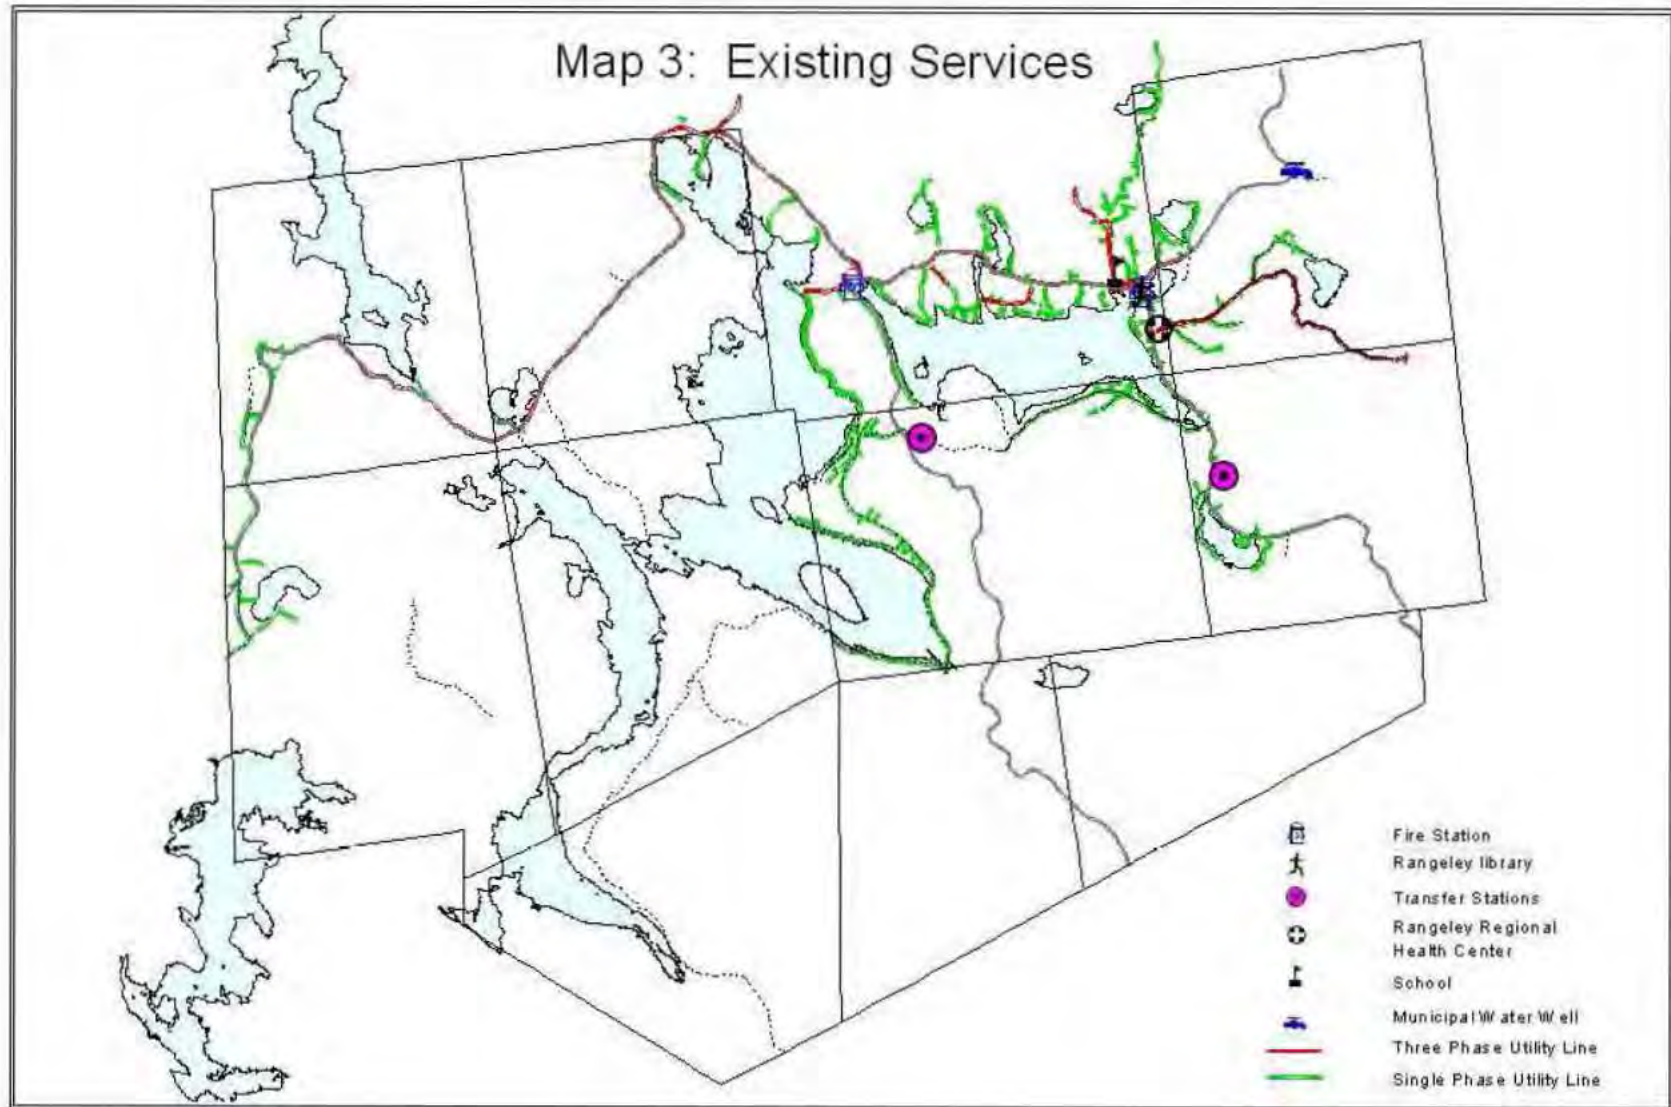 Map 3: Existing Services
Fire Station
Rangeley library
Transfer Stations
Rangeley Regional
Health Center
School
Municipal Water Well
Three Phase Utility Line
Single Phase Utility Line